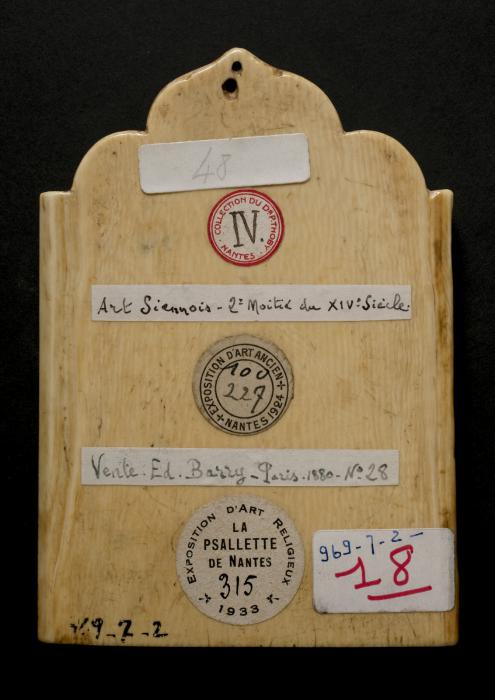 48
COLLECTION DU DR P. THOBY
IV.
NANTES
Art Siennois - 2e Moitié du XIVe Siècle.
EXPOSITION D'ART ANCIEN
100
227
NANTES 1924
Vente. Ed. Barry - Paris. 1880 - No 28
EXPOSITION D'ART RELIGIEUX
LA
PSALLETTE
DE NANTES
315
1933
969-7-2-
18
9-7-2